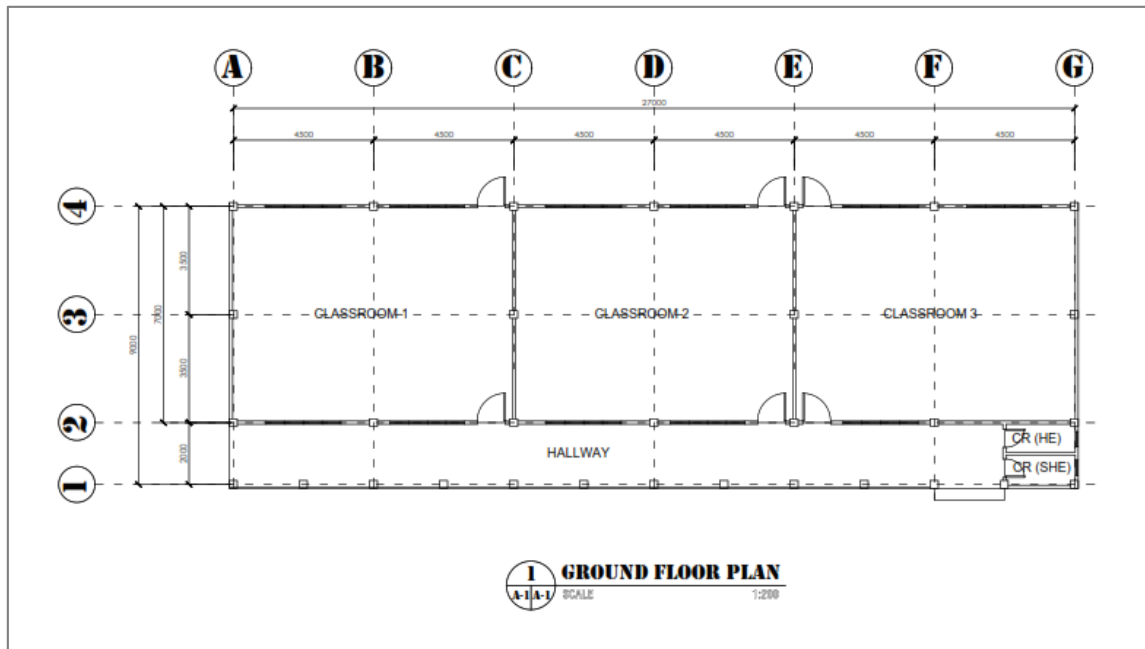 A B C D E F G
27000
4500 4500 4500 4500 4500 4500
4
3500
7000
9000
3
CLASSROOM 1 CLASSROOM 2 CLASSROOM 3
3500
2
2000
HALLWAY
CR (HE)
CR (SHE)
1
1 GROUND FLOOR PLAN
A-1 A-1 SCALE 1:200